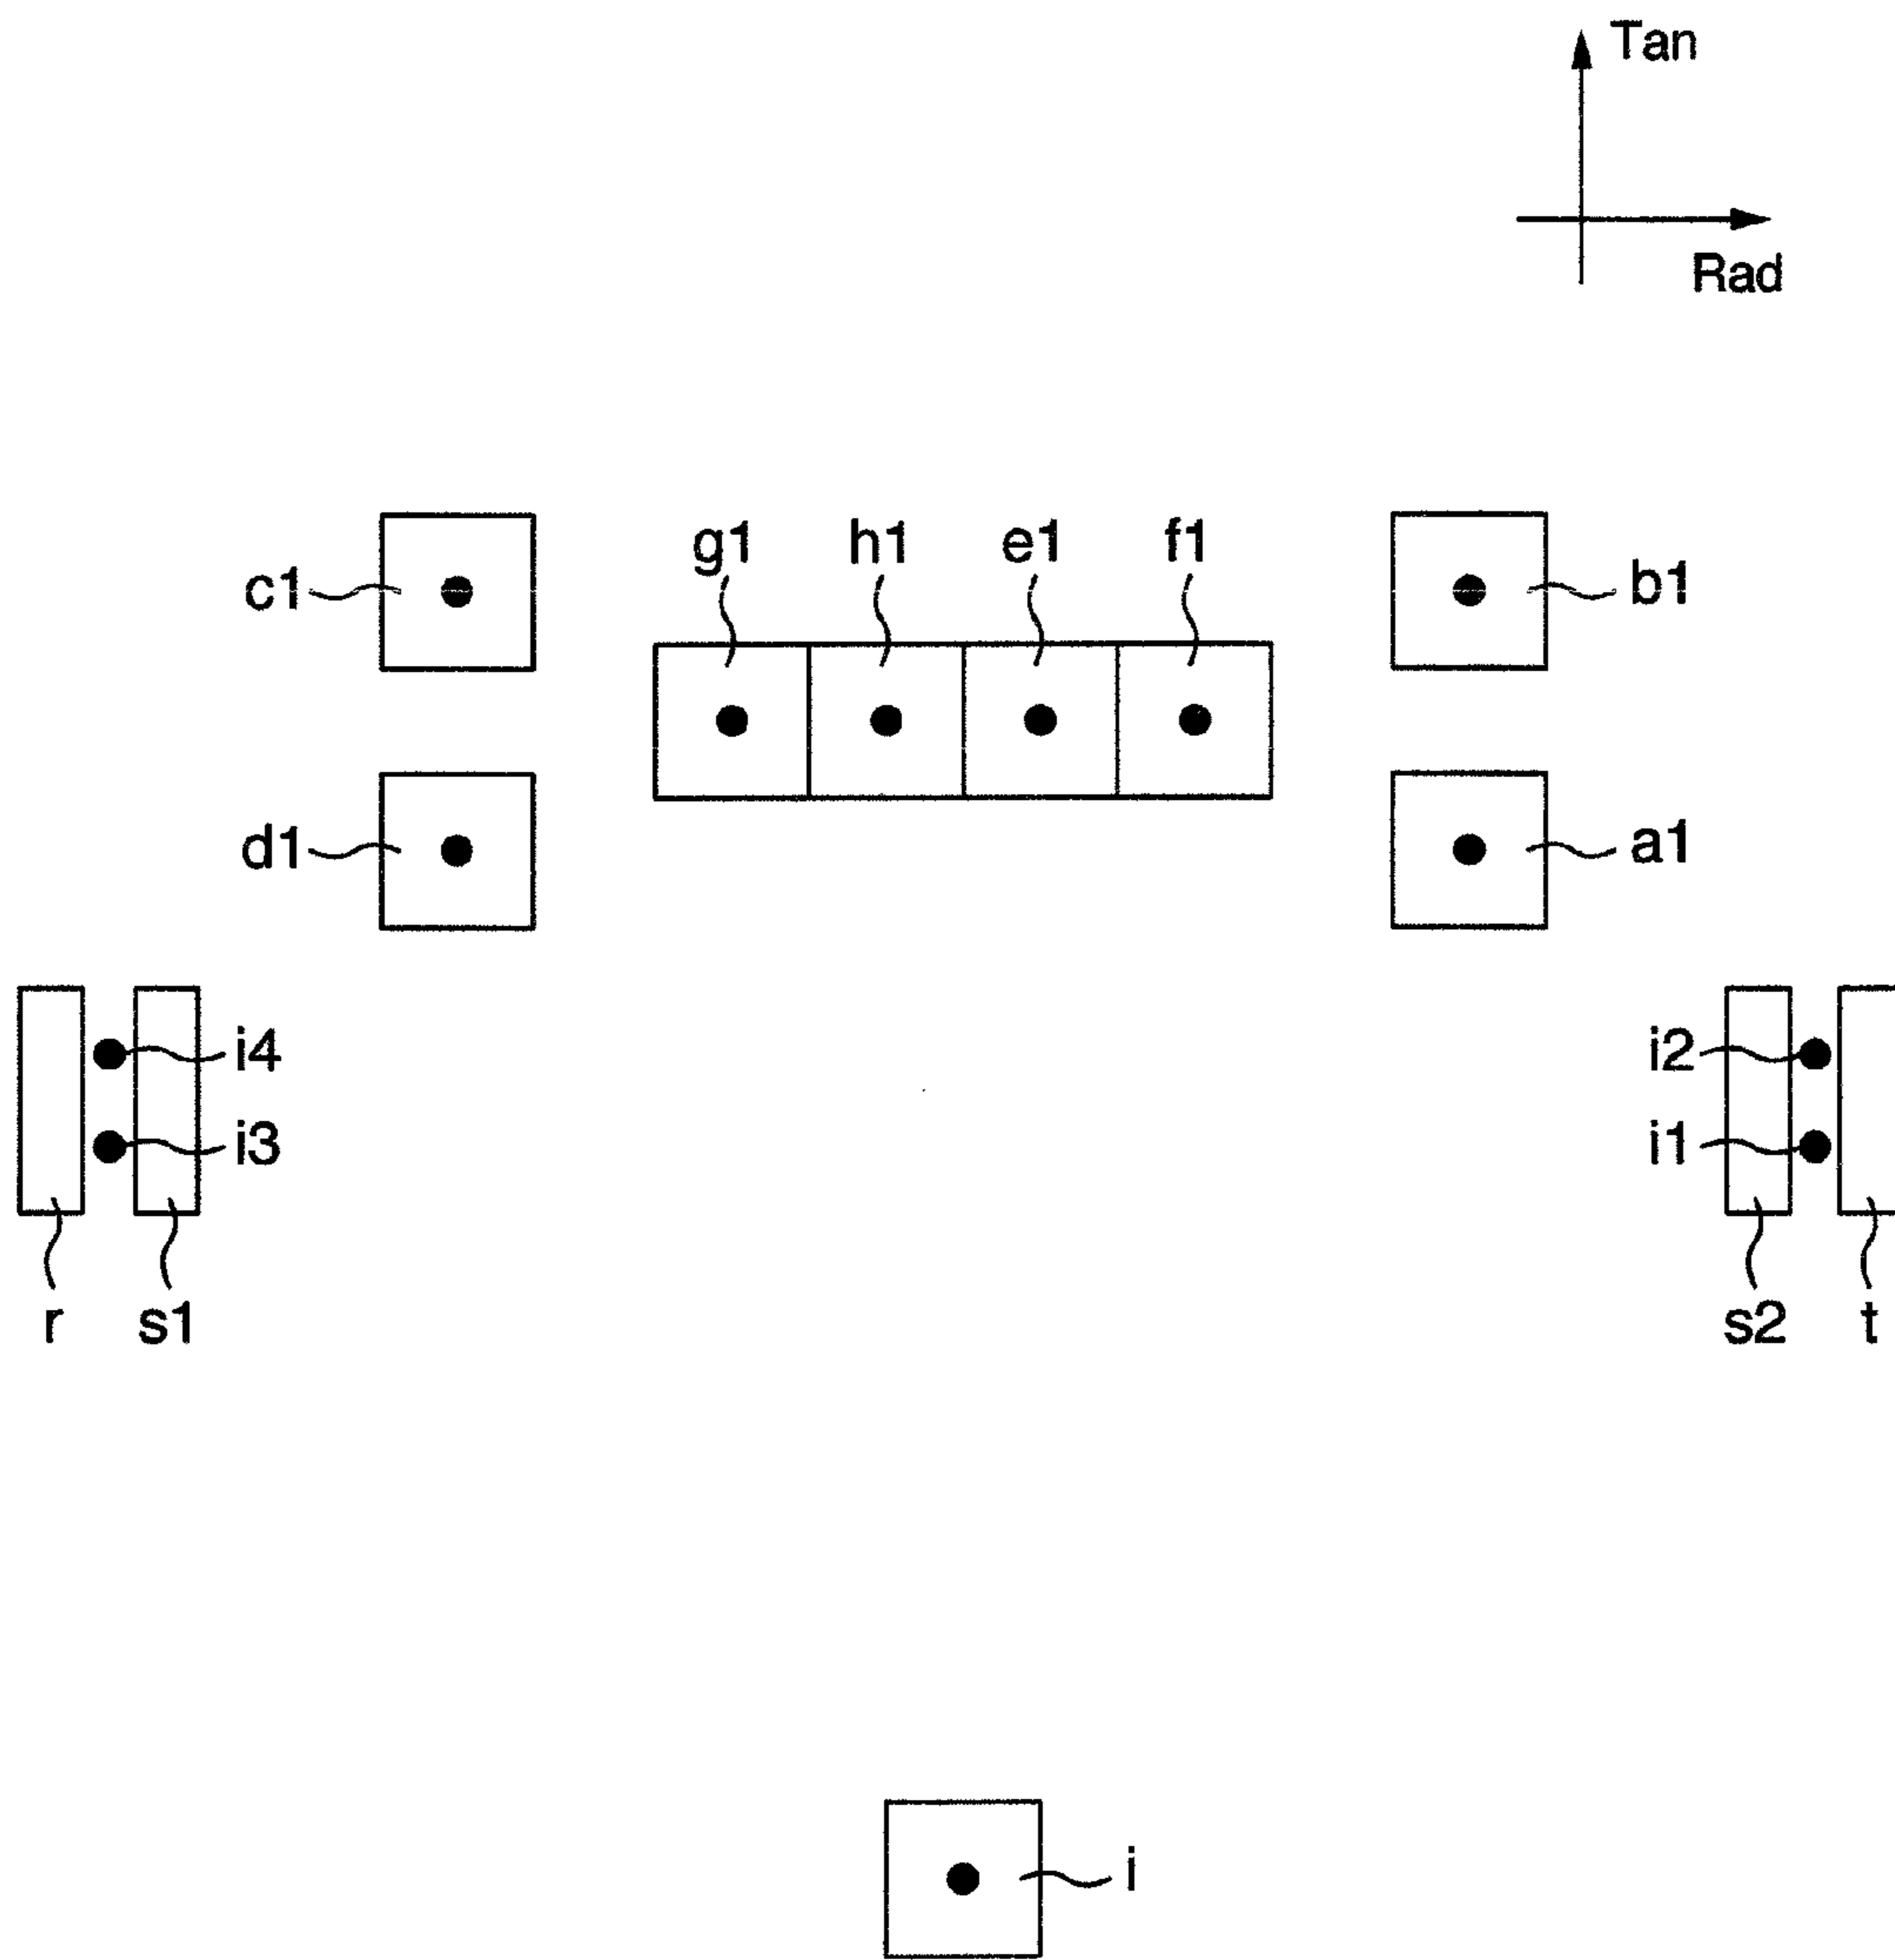 Tan
Rad
g1 h1 e1 f1
c1 b1
d1 a1
i4 i2
i3 i1
r s1 s2 t
i